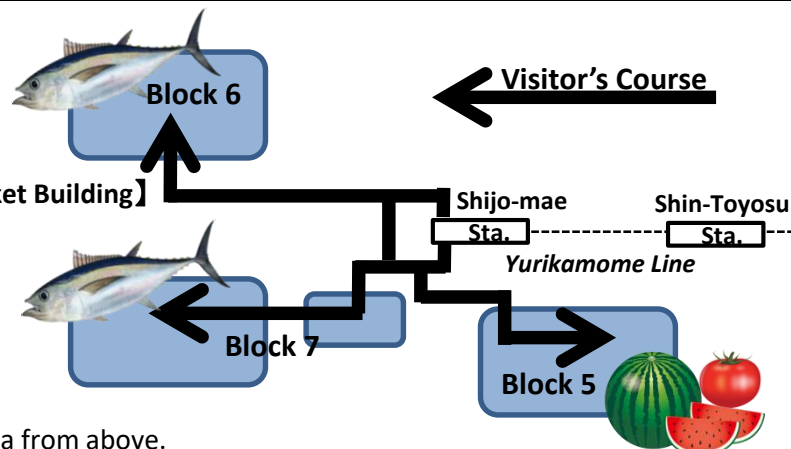 Block 6
Visitor's Course
ket Building】
Shijo-mae
Shin-Toyosu
Sta.
Sta.
Yurikamome Line
Block 7
Block 5
a from above.